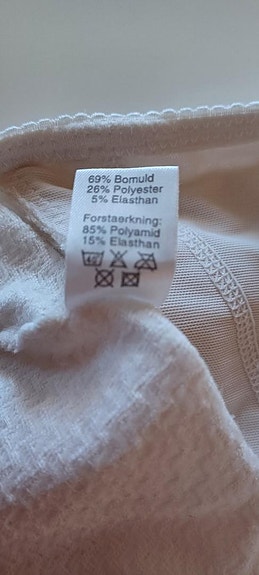 69% Bomuld
26% Polyester
5% Elasthan
Forstaerkning:
85% Polyamid
15% Elasthan